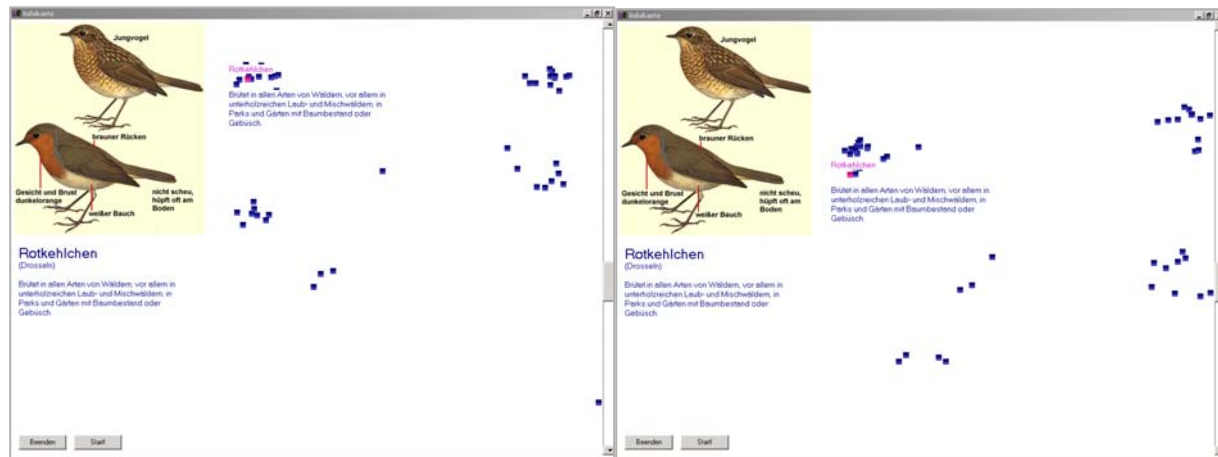 Infokarte
Jungvogel
brauner Rücken
Gesicht und Brust
dunkelorange
weißer Bauch
nicht scheu,
hüpft oft am
Boden
Rotkehlchen
(Drosseln)
Brütet in allen Arten von Wäldern, vor allem in
unterholzreichen Laub- und Mischwäldern, in
Parks und Gärten mit Baumbestand oder
Gebüsch.
Rotkehlchen
Brütet in allen Arten von Wäldern, vor allem in
unterholzreichen Laub- und Mischwäldern, in
Parks und Gärten mit Baumbestand oder
Gebüsch.
Beenden
Start!
Infokarte
Jungvogel
brauner Rücken
Gesicht und Brust
dunkelorange
weißer Bauch
nicht scheu,
hüpft oft am
Boden
Rotkehlchen
(Drosseln)
Brütet in allen Arten von Wäldern, vor allem in
unterholzreichen Laub- und Mischwäldern, in
Parks und Gärten mit Baumbestand oder
Gebüsch.
Rotkehlchen
Brütet in allen Arten von Wäldern, vor allem in
unterholzreichen Laub- und Mischwäldern, in
Parks und Gärten mit Baumbestand oder
Gebüsch.
Beenden
Start!